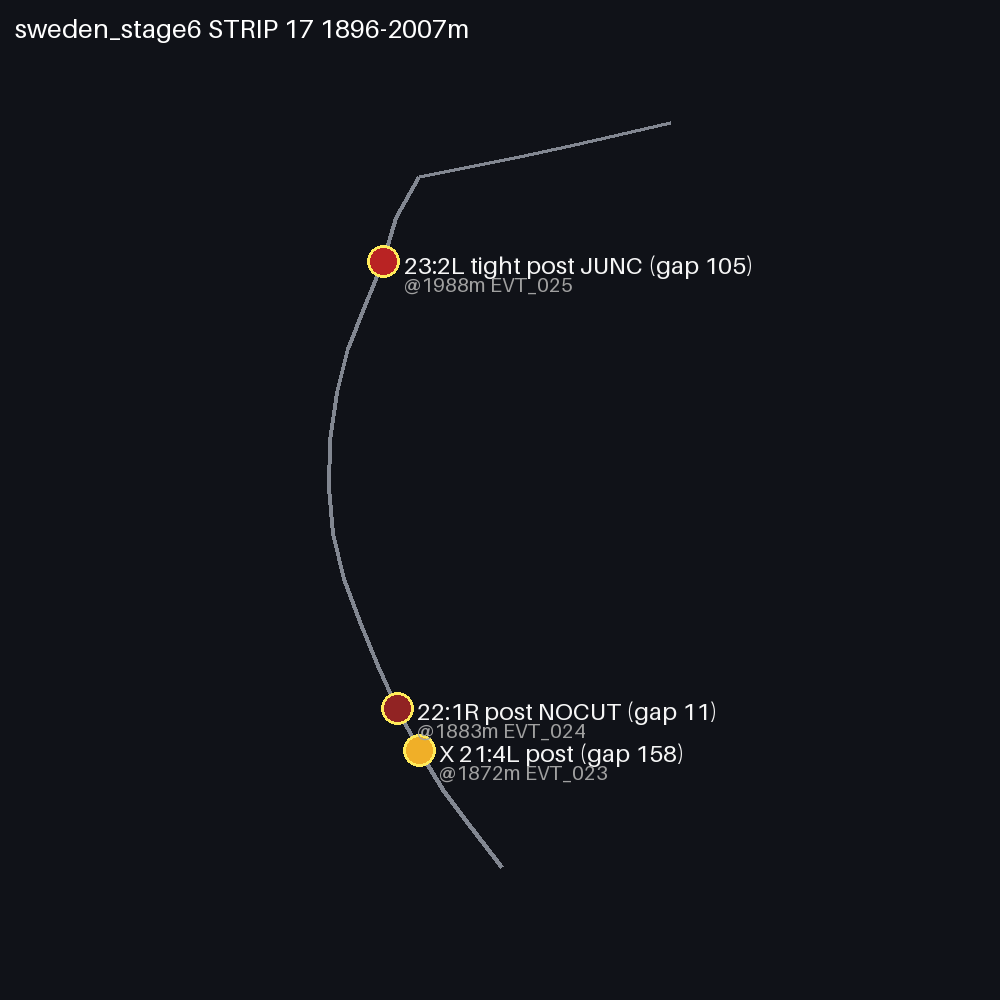 sweden_stage6 STRIP 17 1896-2007m
23:2L tight post JUNC (gap 105)
@1988m EVT_025
22:1R post NOCUT (gap 11)
@1883m EVT_024
X 21:4L post (gap 158)
@1872m EVT_023